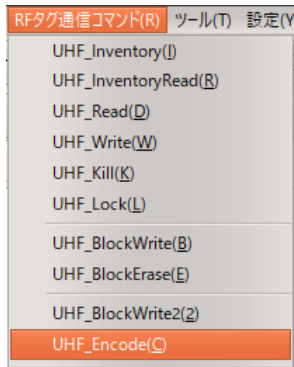 RFタグ通信コマンド(R) ツール(T) 設定(Y
UHF_Inventory(I)
UHF_InventoryRead(R)
UHF_Read(D)
UHF_Write(W)
UHF_Kill(K)
UHF_Lock(L)
UHF_BlockWrite(B)
UHF_BlockErase(E)
UHF_BlockWrite2(2)
UHF_Encode(C)